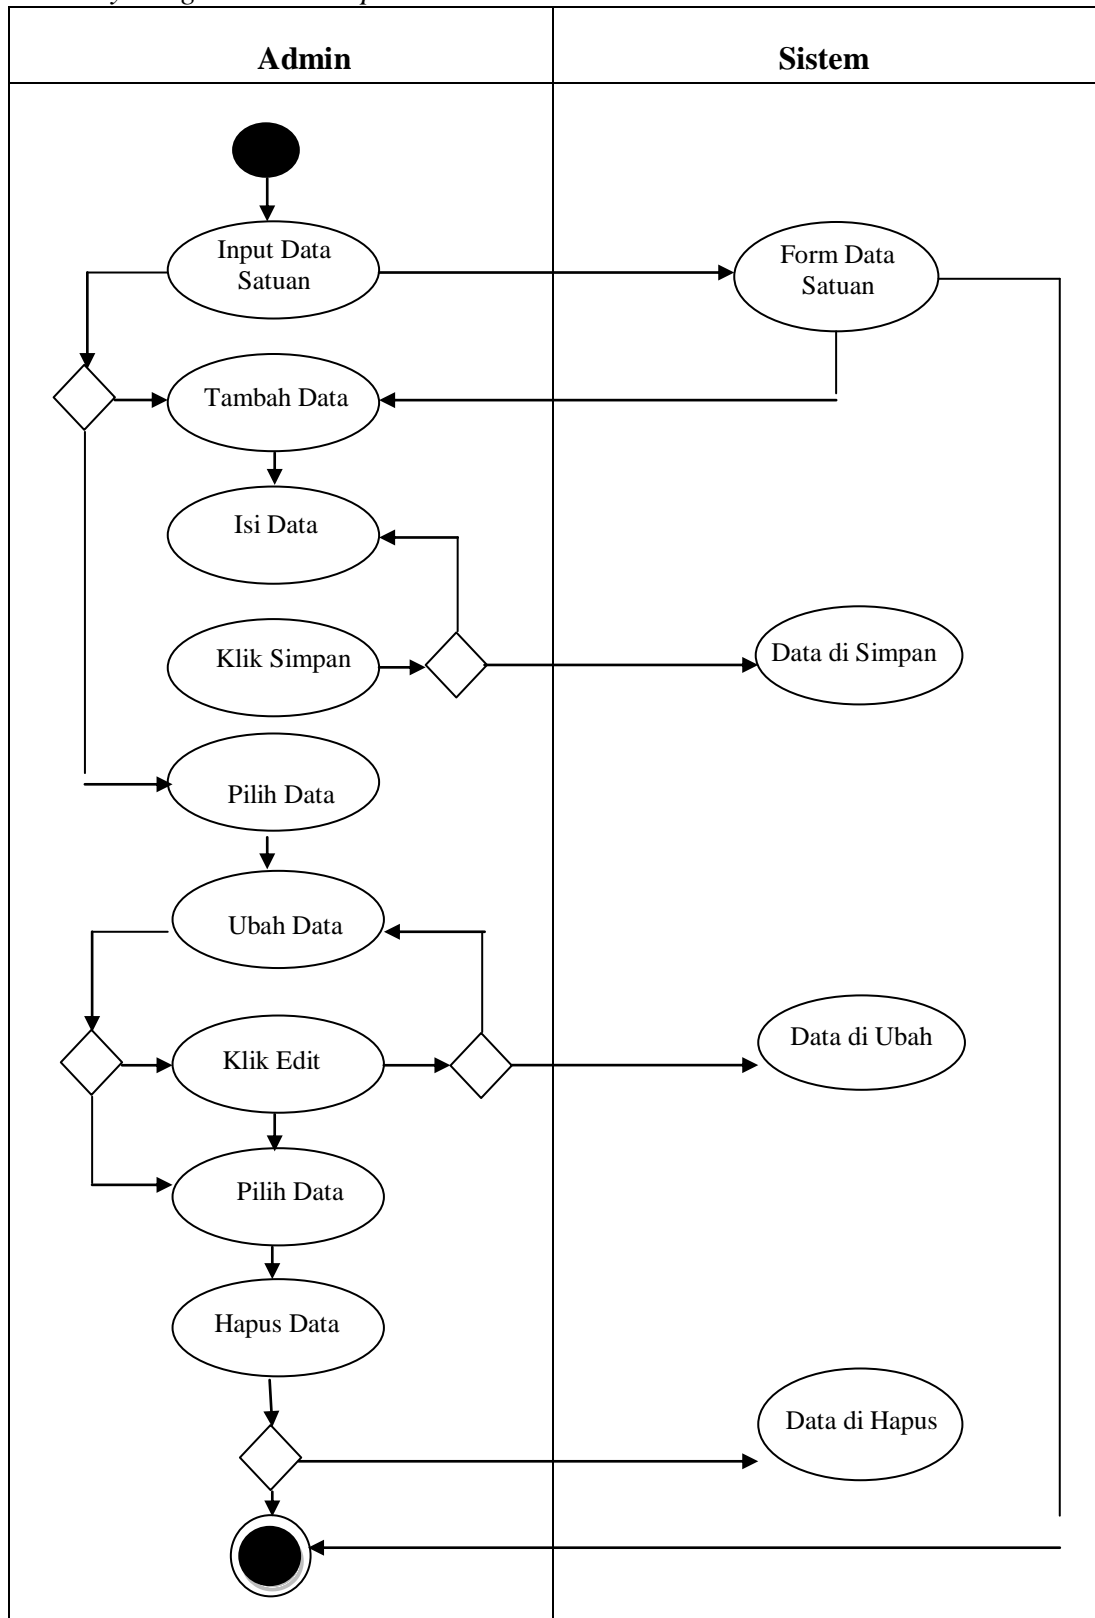 Admin
Sistem
Input Data
Satuan
Form Data
Satuan
Tambah Data
Isi Data
Klik Simpan
Data di Simpan
Pilih Data
Ubah Data
Klik Edit
Data di Ubah
Pilih Data
Hapus Data
Data di Hapus